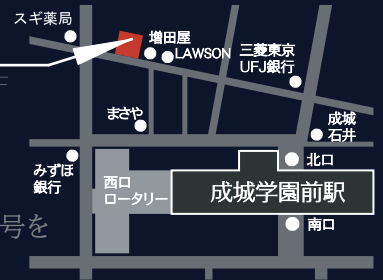 スギ薬局
増田屋
LAWSON
三菱東京
UFJ銀行
まさや
成城
石井
みずほ
銀行
西口
ロータリー
北口
成城学園前駅
南口
号を